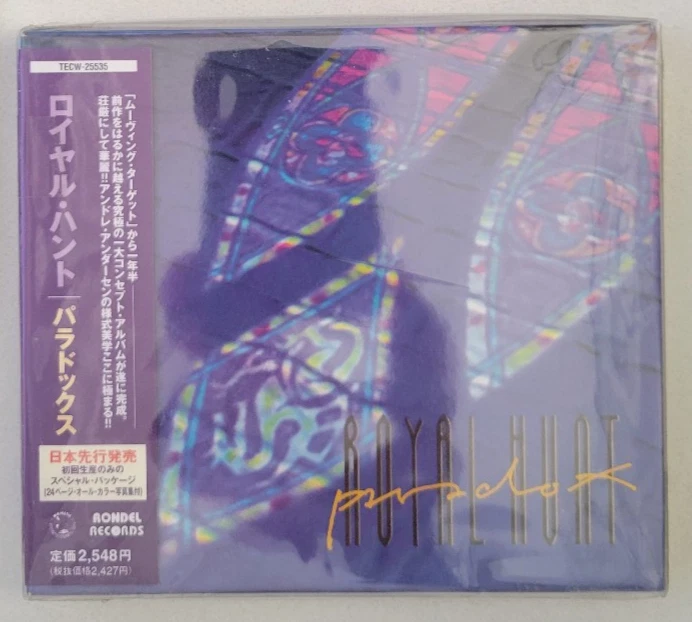 TECW-25535
ロイヤル・ハント｜パラドックス
「ムーヴィング・ターゲット」から一年半―――
前作をはるかに越える究極の一大コンセプト・アルバムが遂に完成。
荘厳にして華麗!!アンドレ・アンダーセンの様式美学ここに極まる!!
日本先行発売
初回生産のみの
スペシャル・パッケージ
(24ページ・オール・カラー写真集付)
RONDEL
RECORDS
定価2,548円
(税抜価格2,427円)
ROYAL HUNT
paradox